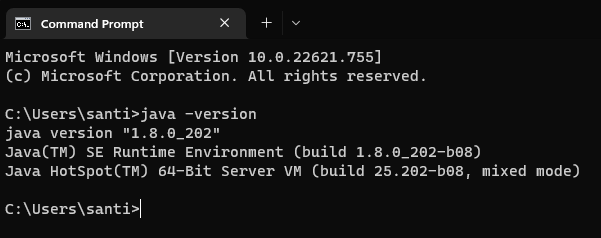 Command Prompt
Microsoft Windows [Version 10.0.22621.755]
(c) Microsoft Corporation. All rights reserved.
C:\Users\santi>java -version
java version "1.8.0_202"
Java(TM) SE Runtime Environment (build 1.8.0_202-b08)
Java HotSpot(TM) 64-Bit Server VM (build 25.202-b08, mixed mode)
C:\Users\santi>